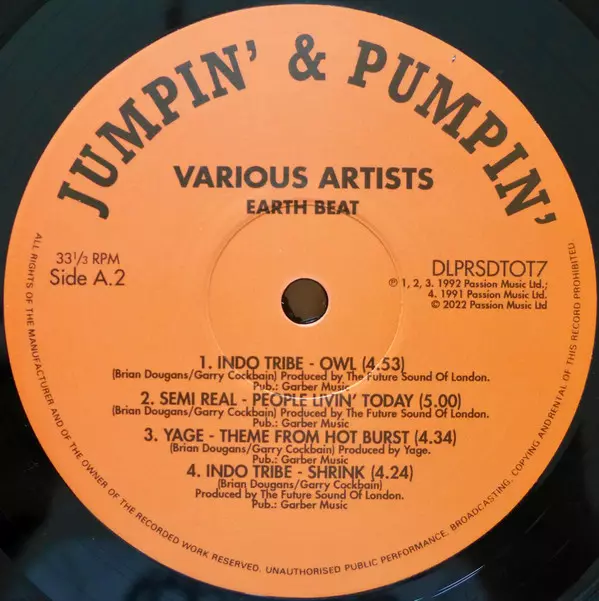 JUMPIN' & PUMPIN'
VARIOUS ARTISTS
EARTH BEAT
33⅓ RPM
Side A.2
DLPRSDTOT7
℗ 1, 2, 3. 1992 Passion Music Ltd.;
4. 1991 Passion Music Ltd.
© 2022 Passion Music Ltd
1. INDO TRIBE - OWL (4.53)
(Brian Dougans/Garry Cockbain) Produced by The Future Sound Of London.
Pub.: Garber Music
2. SEMI REAL - PEOPLE LIVIN' TODAY (5.00)
(Brian Dougans/Garry Cockbain) Produced by The Future Sound Of London.
Pub.: Garber Music
3. YAGE - THEME FROM HOT BURST (4.34)
(Brian Dougans/Garry Cockbain) Produced by Yage.
Pub.: Garber Music
4. INDO TRIBE - SHRINK (4.24)
(Brian Dougans/Garry Cockbain)
Produced by The Future Sound Of London.
Pub.: Garber Music
ALL RIGHTS OF THE MANUFACTURER AND OF THE OWNER OF THE RECORDED WORK RESERVED. UNAUTHORISED PUBLIC PERFORMANCE, BROADCASTING, COPYING ANDRENTAL OF THIS RECORD PROHIBITED